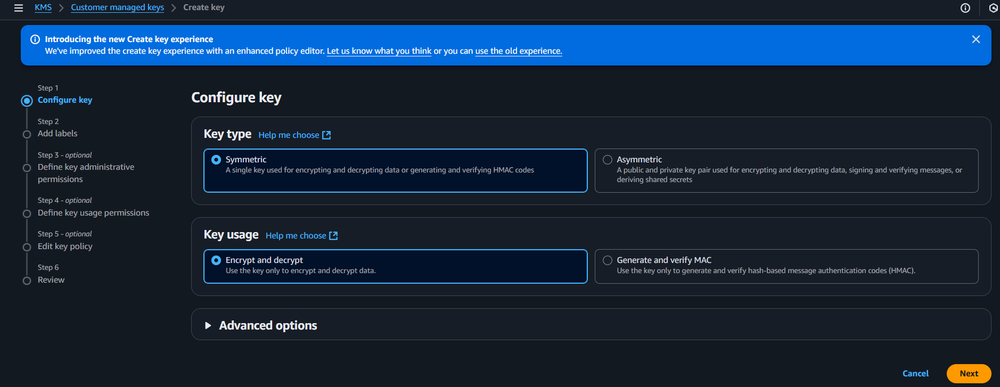 KMS > Customer managed keys > Create key
Introducing the new Create key experience
We've improved the create key experience with an enhanced policy editor. Let us know what you think or you can use the old experience.
Step 1
Configure key
Step 2
Add labels
Step 3 - optional
Define key administrative
permissions
Step 4 - optional
Define key usage permissions
Step 5 - optional
Edit key policy
Step 6
Review
Configure key
Key type Help me choose
Symmetric
A single key used for encrypting and decrypting data or generating and verifying HMAC codes
Asymmetric
A public and private key pair used for encrypting and decrypting data, signing and verifying messages, or
deriving shared secrets
Key usage Help me choose
Encrypt and decrypt
Use the key only to encrypt and decrypt data.
Generate and verify MAC
Use the key only to generate and verify hash-based message authentication codes (HMAC).
Advanced options
Cancel Next